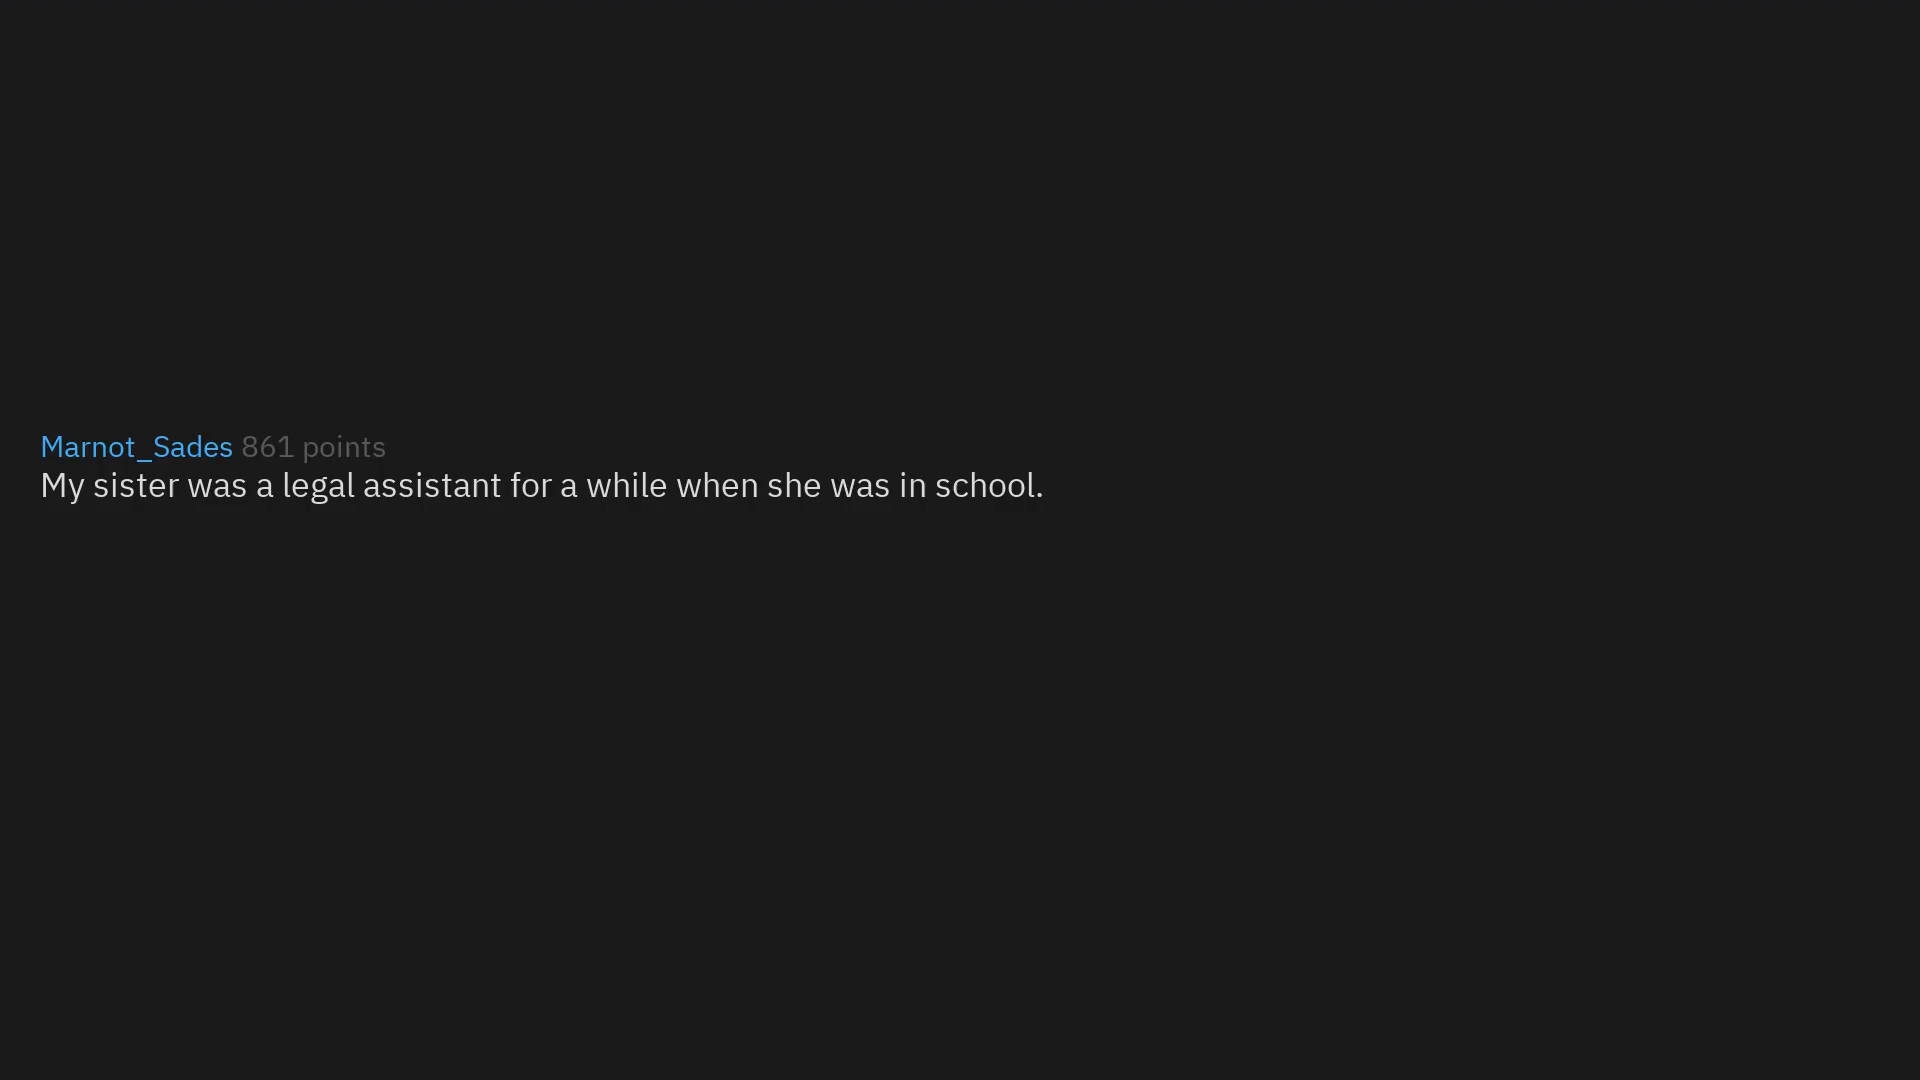 Marnot_Sades 861 points
My sister was a legal assistant for a while when she was in school.